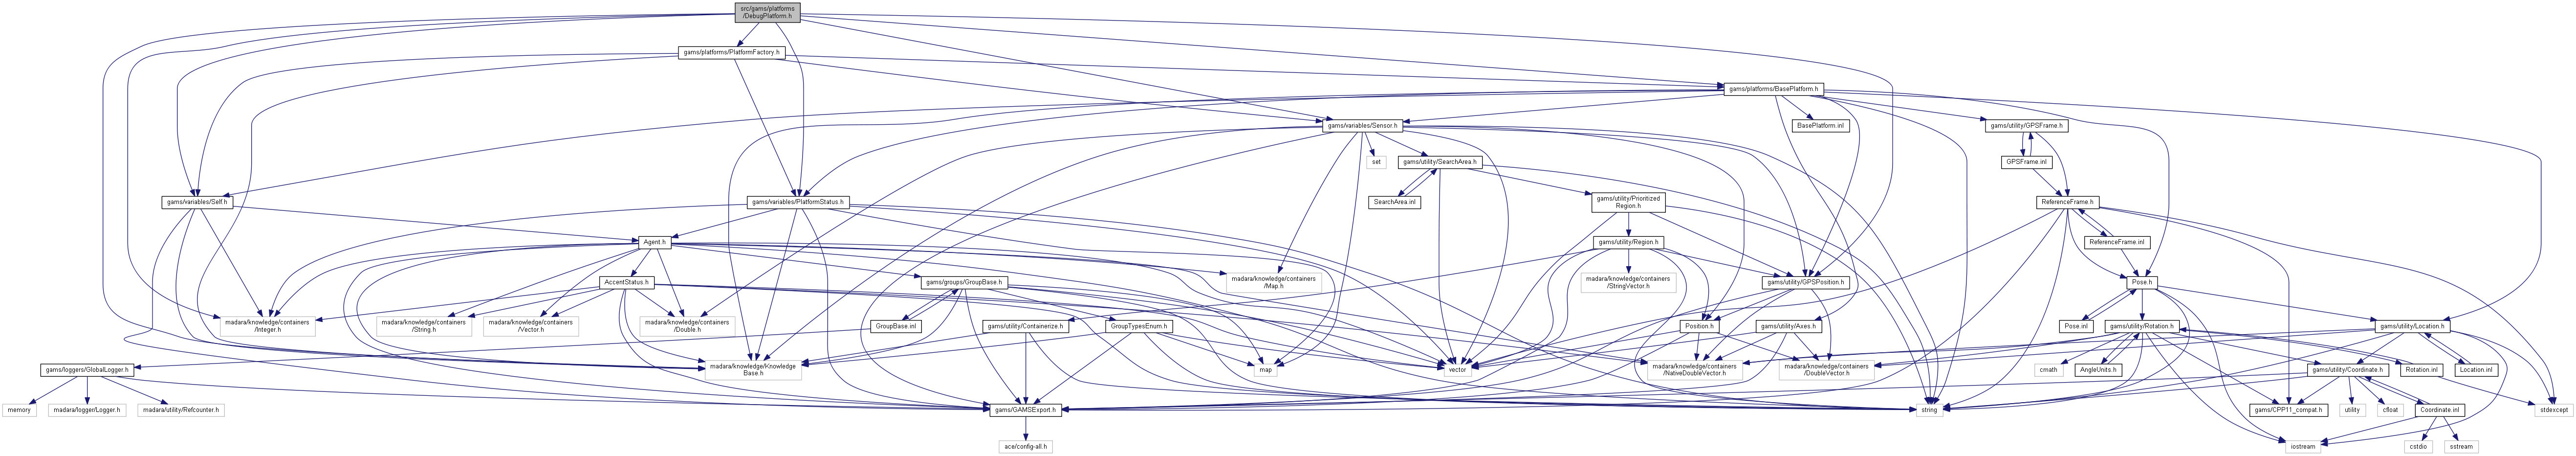 src/gams/platforms
/DebugPlatform.h
gams/platforms/PlatformFactory.h
gams/platforms/BasePlatform.h
gams/variables/Sensor.h
BasePlatform.inl
gams/utility/GPSFrame.h
set
gams/utility/SearchArea.h
GPSFrame.inl
gams/variables/Self.h
gams/variables/PlatformStatus.h
SearchArea.inl
gams/utility/Prioritized
Region.h
ReferenceFrame.h
Agent.h
gams/utility/Region.h
ReferenceFrame.inl
AccentStatus.h
gams/groups/GroupBase.h
madara/knowledge/containers
/Map.h
madara/knowledge/containers
/StringVector.h
gams/utility/GPSPosition.h
Pose.h
madara/knowledge/containers
/Integer.h
madara/knowledge/containers
/String.h
madara/knowledge/containers
/Vector.h
madara/knowledge/containers
/Double.h
GroupBase.inl
gams/utility/Containerize.h
GroupTypesEnum.h
Position.h
gams/utility/Axes.h
Pose.inl
gams/utility/Rotation.h
gams/utility/Location.h
gams/loggers/GlobalLogger.h
madara/knowledge/Knowledge
Base.h
map
vector
madara/knowledge/containers
/NativeDoubleVector.h
madara/knowledge/containers
/DoubleVector.h
cmath
AngleUnits.h
gams/utility/Coordinate.h
Rotation.inl
Location.inl
memory
madara/logger/Logger.h
madara/utility/Refcounter.h
gams/GAMSExport.h
string
gams/CPP11_compat.h
utility
cfloat
Coordinate.inl
stdexcept
ace/config-all.h
iostream
cstdio
sstream